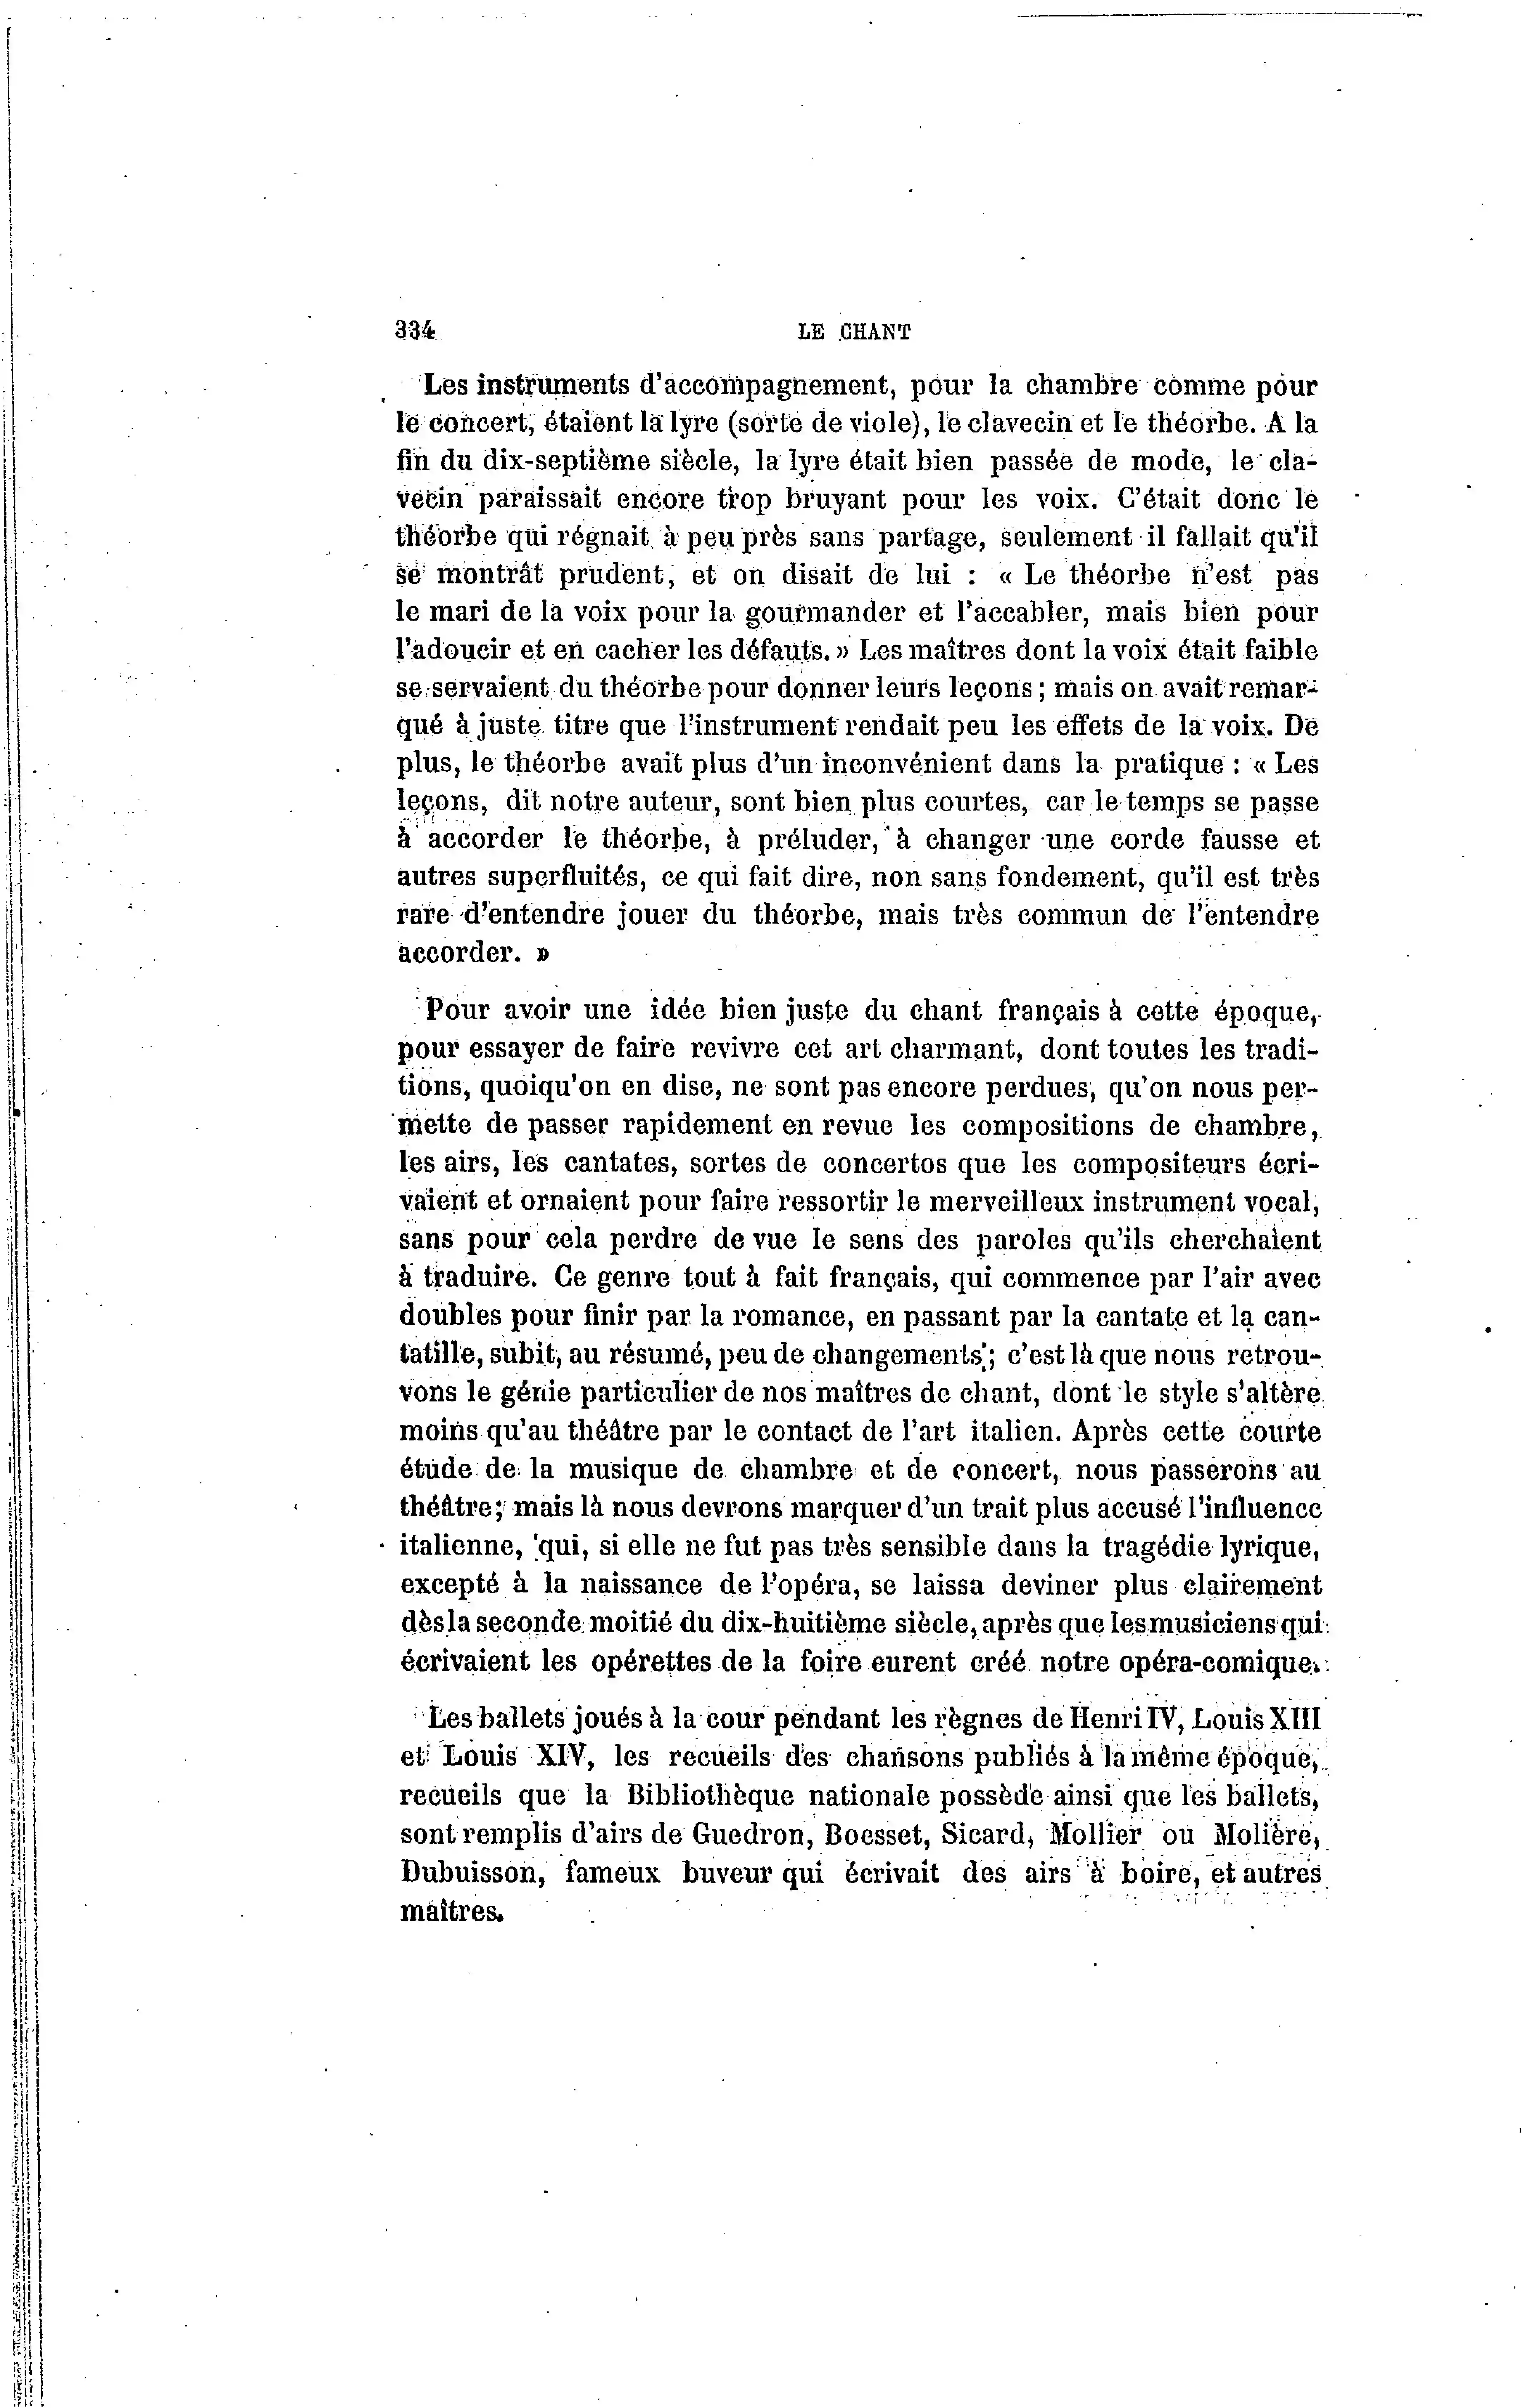 334
LE CHANT
Les instruments d'accompagnement, pour la chambre comme pour
le concert, étaient la lyre (sorte de viole), le clavecin et le théorbe. A la
fin du dix-septième siècle, la lyre était bien passée de mode, le cla-
vecin paraissait encore trop bruyant pour les voix. C'était donc le
théorbe qui régnait à peu près sans partage, seulement il fallait qu'il
se montrât prudent, et on disait de lui : « Le théorbe n'est pas
le mari de la voix pour la gourmander et l'accabler, mais bien pour
l'adoucir et en cacher les défauts. » Les maîtres dont la voix était faible
se servaient du théorbe pour donner leurs leçons ; mais on avait remar-
qué à juste titre que l'instrument rendait peu les effets de la voix. De
plus, le théorbe avait plus d'un inconvénient dans la pratique : « Les
leçons, dit notre auteur, sont bien plus courtes, car le temps se passe
à accorder le théorbe, à préluder, à changer une corde fausse et
autres superfluités, ce qui fait dire, non sans fondement, qu'il est très
rare d'entendre jouer du théorbe, mais très commun de l'entendre
accorder. »
Pour avoir une idée bien juste du chant français à cette époque,
pour essayer de faire revivre cet art charmant, dont toutes les tradi-
tions, quoiqu'on en dise, ne sont pas encore perdues, qu'on nous per-
mette de passer rapidement en revue les compositions de chambre,
les airs, les cantates, sortes de concertos que les compositeurs écri-
vaient et ornaient pour faire ressortir le merveilleux instrument vocal,
sans pour cela perdre de vue le sens des paroles qu'ils cherchaient
à traduire. Ce genre tout à fait français, qui commence par l'air avec
doubles pour finir par la romance, en passant par la cantate et la can-
tatille, subit, au résumé, peu de changements ; c'est là que nous retrou-
vons le génie particulier de nos maîtres de chant, dont le style s'altère
moins qu'au théâtre par le contact de l'art italien. Après cette courte
étude de la musique de chambre et de concert, nous passerons au
théâtre ; mais là nous devrons marquer d'un trait plus accusé l'influence
italienne, qui, si elle ne fut pas très sensible dans la tragédie lyrique,
excepté à la naissance de l'opéra, se laissa deviner plus clairement
dès la seconde moitié du dix-huitième siècle, après que les musiciens qui
écrivaient les opérettes de la foire eurent créé notre opéra-comique.
Les ballets joués à la cour pendant les règnes de Henri IV, Louis XIII
et Louis XIV, les recueils des chansons publiés à la même époque,
recueils que la Bibliothèque nationale possède ainsi que les ballets,
sont remplis d'airs de Guedron, Boesset, Sicard, Mollier ou Molière,
Dubuisson, fameux buveur qui écrivait des airs à boire, et autres
maîtres.